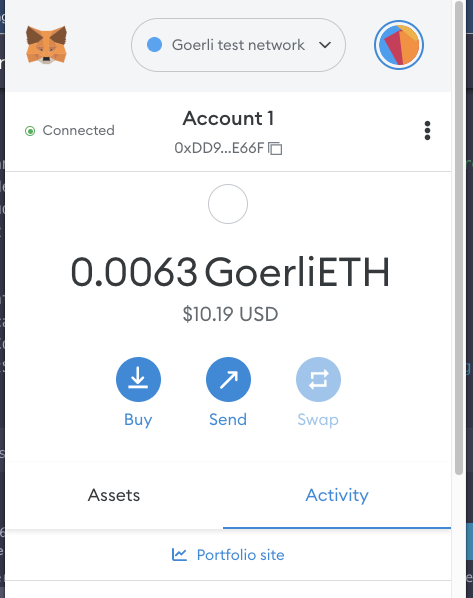 Goerli test network
Connected
Account 1
0xDD9...E66F
0.0063 GoerliETH
$10.19 USD
Buy
Send
Swap
Assets
Activity
Portfolio site